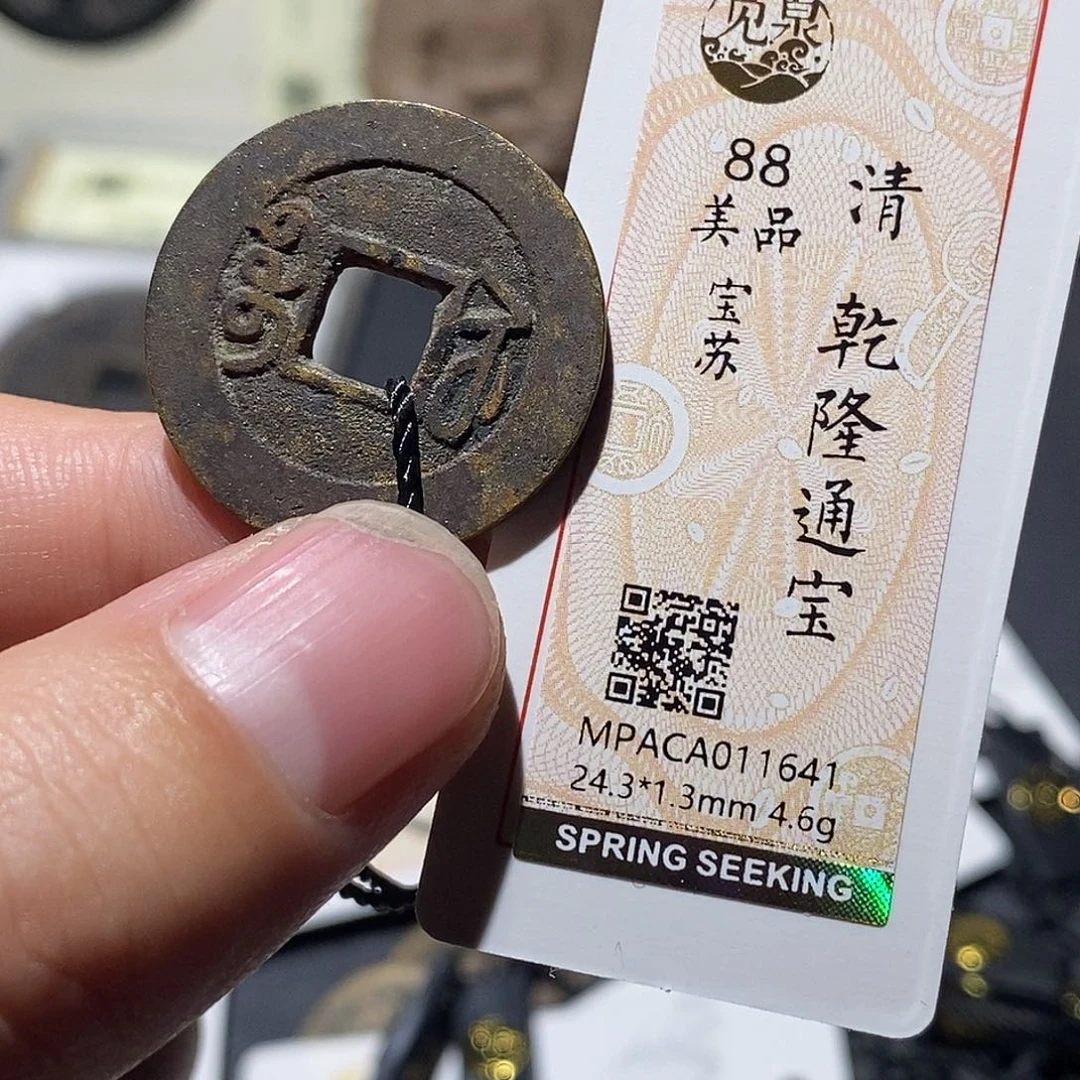 觅泉
88
美品
宝苏
清
乾隆通宝
MPACA011641
24.3*1.3mm 4.6g
SPRING SEEKING